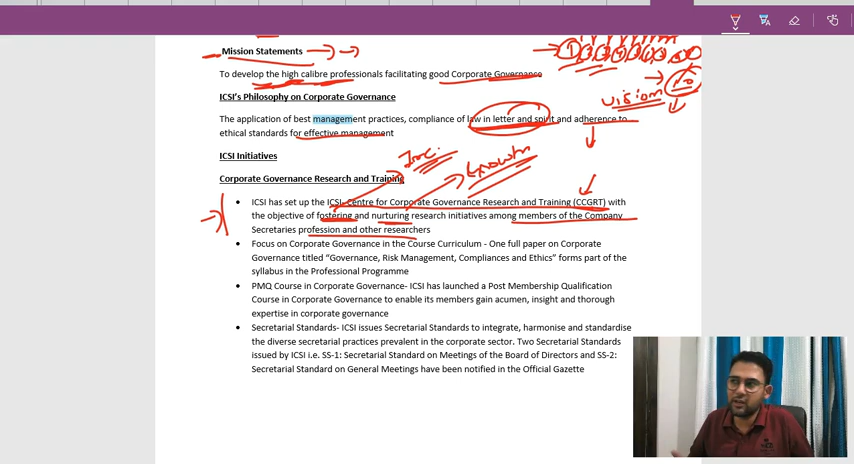 Mission Statements
To develop the high calibre professionals facilitating good Corporate Governance
vision
ICSI's Philosophy on Corporate Governance
The application of best management practices, compliance of law in letter and spirit and adherence to
ethical standards for effective management
ICSI Initiatives
Growth
Corporate Governance Research and Training
• ICSI has set up the ICSI- Centre for Corporate Governance Research and Training (CCGRT) with
the objective of fostering and nurturing research initiatives among members of the Company
Secretaries profession and other researchers
• Focus on Corporate Governance in the Course Curriculum - One full paper on Corporate
Governance titled "Governance, Risk Management, Compliances and Ethics" forms part of the
syllabus in the Professional Programme
• PMQ Course in Corporate Governance- ICSI has launched a Post Membership Qualification
Course in Corporate Governance to enable its members gain acumen, insight and thorough
expertise in corporate governance
• Secretarial Standards- ICSI issues Secretarial Standards to integrate, harmonise and standardise
the diverse secretarial practices prevalent in the corporate sector. Two Secretarial Standards
issued by ICSI i.e. SS-1: Secretarial Standard on Meetings of the Board of Directors and SS-2:
Secretarial Standard on General Meetings have been notified in the Official Gazette